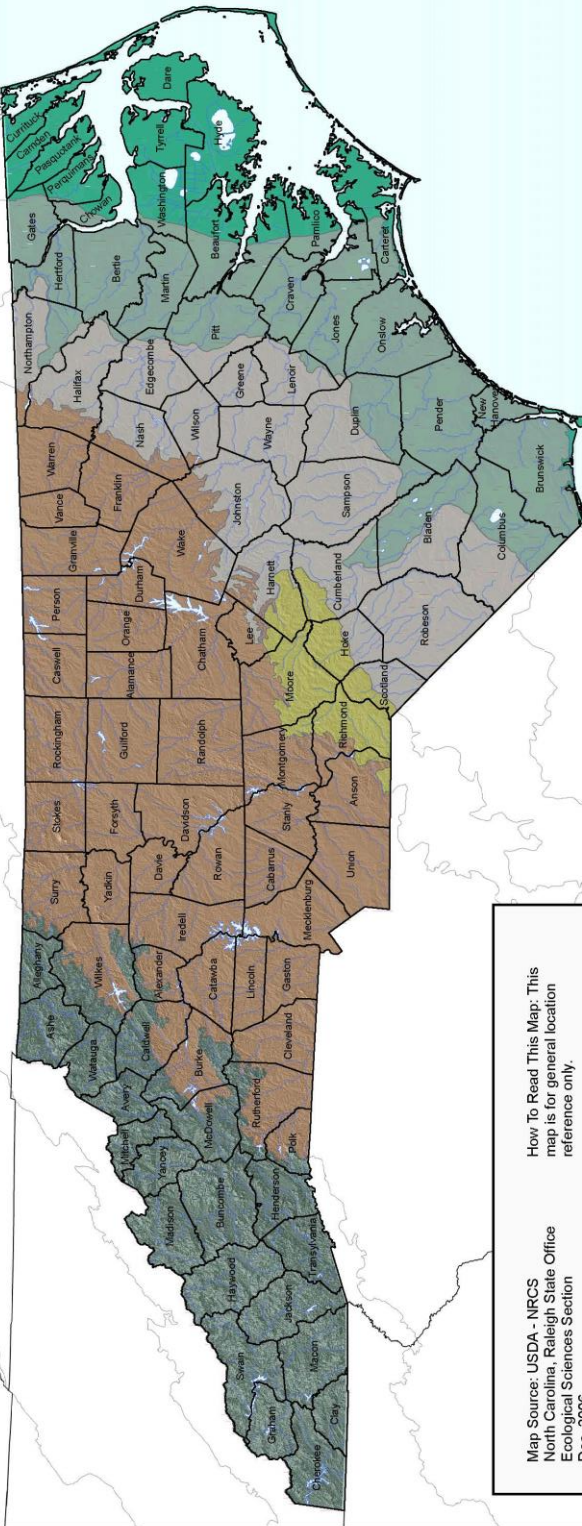 Currituck
Camden
Pasquotank
Perquimans
Chowan
Gates
Hertford
Northampton
Halifax
Warren
Vance
Granville
Person
Caswell
Rockingham
Stokes
Surry
Alleghany
Ashe
Watauga
Wilkes
Yadkin
Forsyth
Guilford
Alamance
Orange
Durham
Franklin
Nash
Edgecombe
Martin
Bertie
Washington
Tyrrell
Dare
Hyde
Beaufort
Pitt
Greene
Wilson
Wake
Johnston
Chatham
Randolph
Davidson
Davie
Iredell
Alexander
Caldwell
Avery
Mitchell
Yancey
Madison
Buncombe
McDowell
Burke
Catawba
Rowan
Lincoln
Cabarrus
Stanly
Montgomery
Moore
Lee
Harnett
Wayne
Lenoir
Craven
Pamlico
Carteret
Jones
Onslow
Duplin
Sampson
Cumberland
Hoke
Richmond
Scotland
Anson
Union
Mecklenburg
Gaston
Cleveland
Rutherford
Polk
Henderson
Transylvania
Haywood
Jackson
Swain
Macon
Graham
Clay
Cherokee
Robeson
Bladen
Pender
New
Hanover
Brunswick
Columbus
Map Source: USDA - NRCS
North Carolina, Raleigh State Office
Ecological Sciences Section
How To Read This Map: This
map is for general location
reference only.